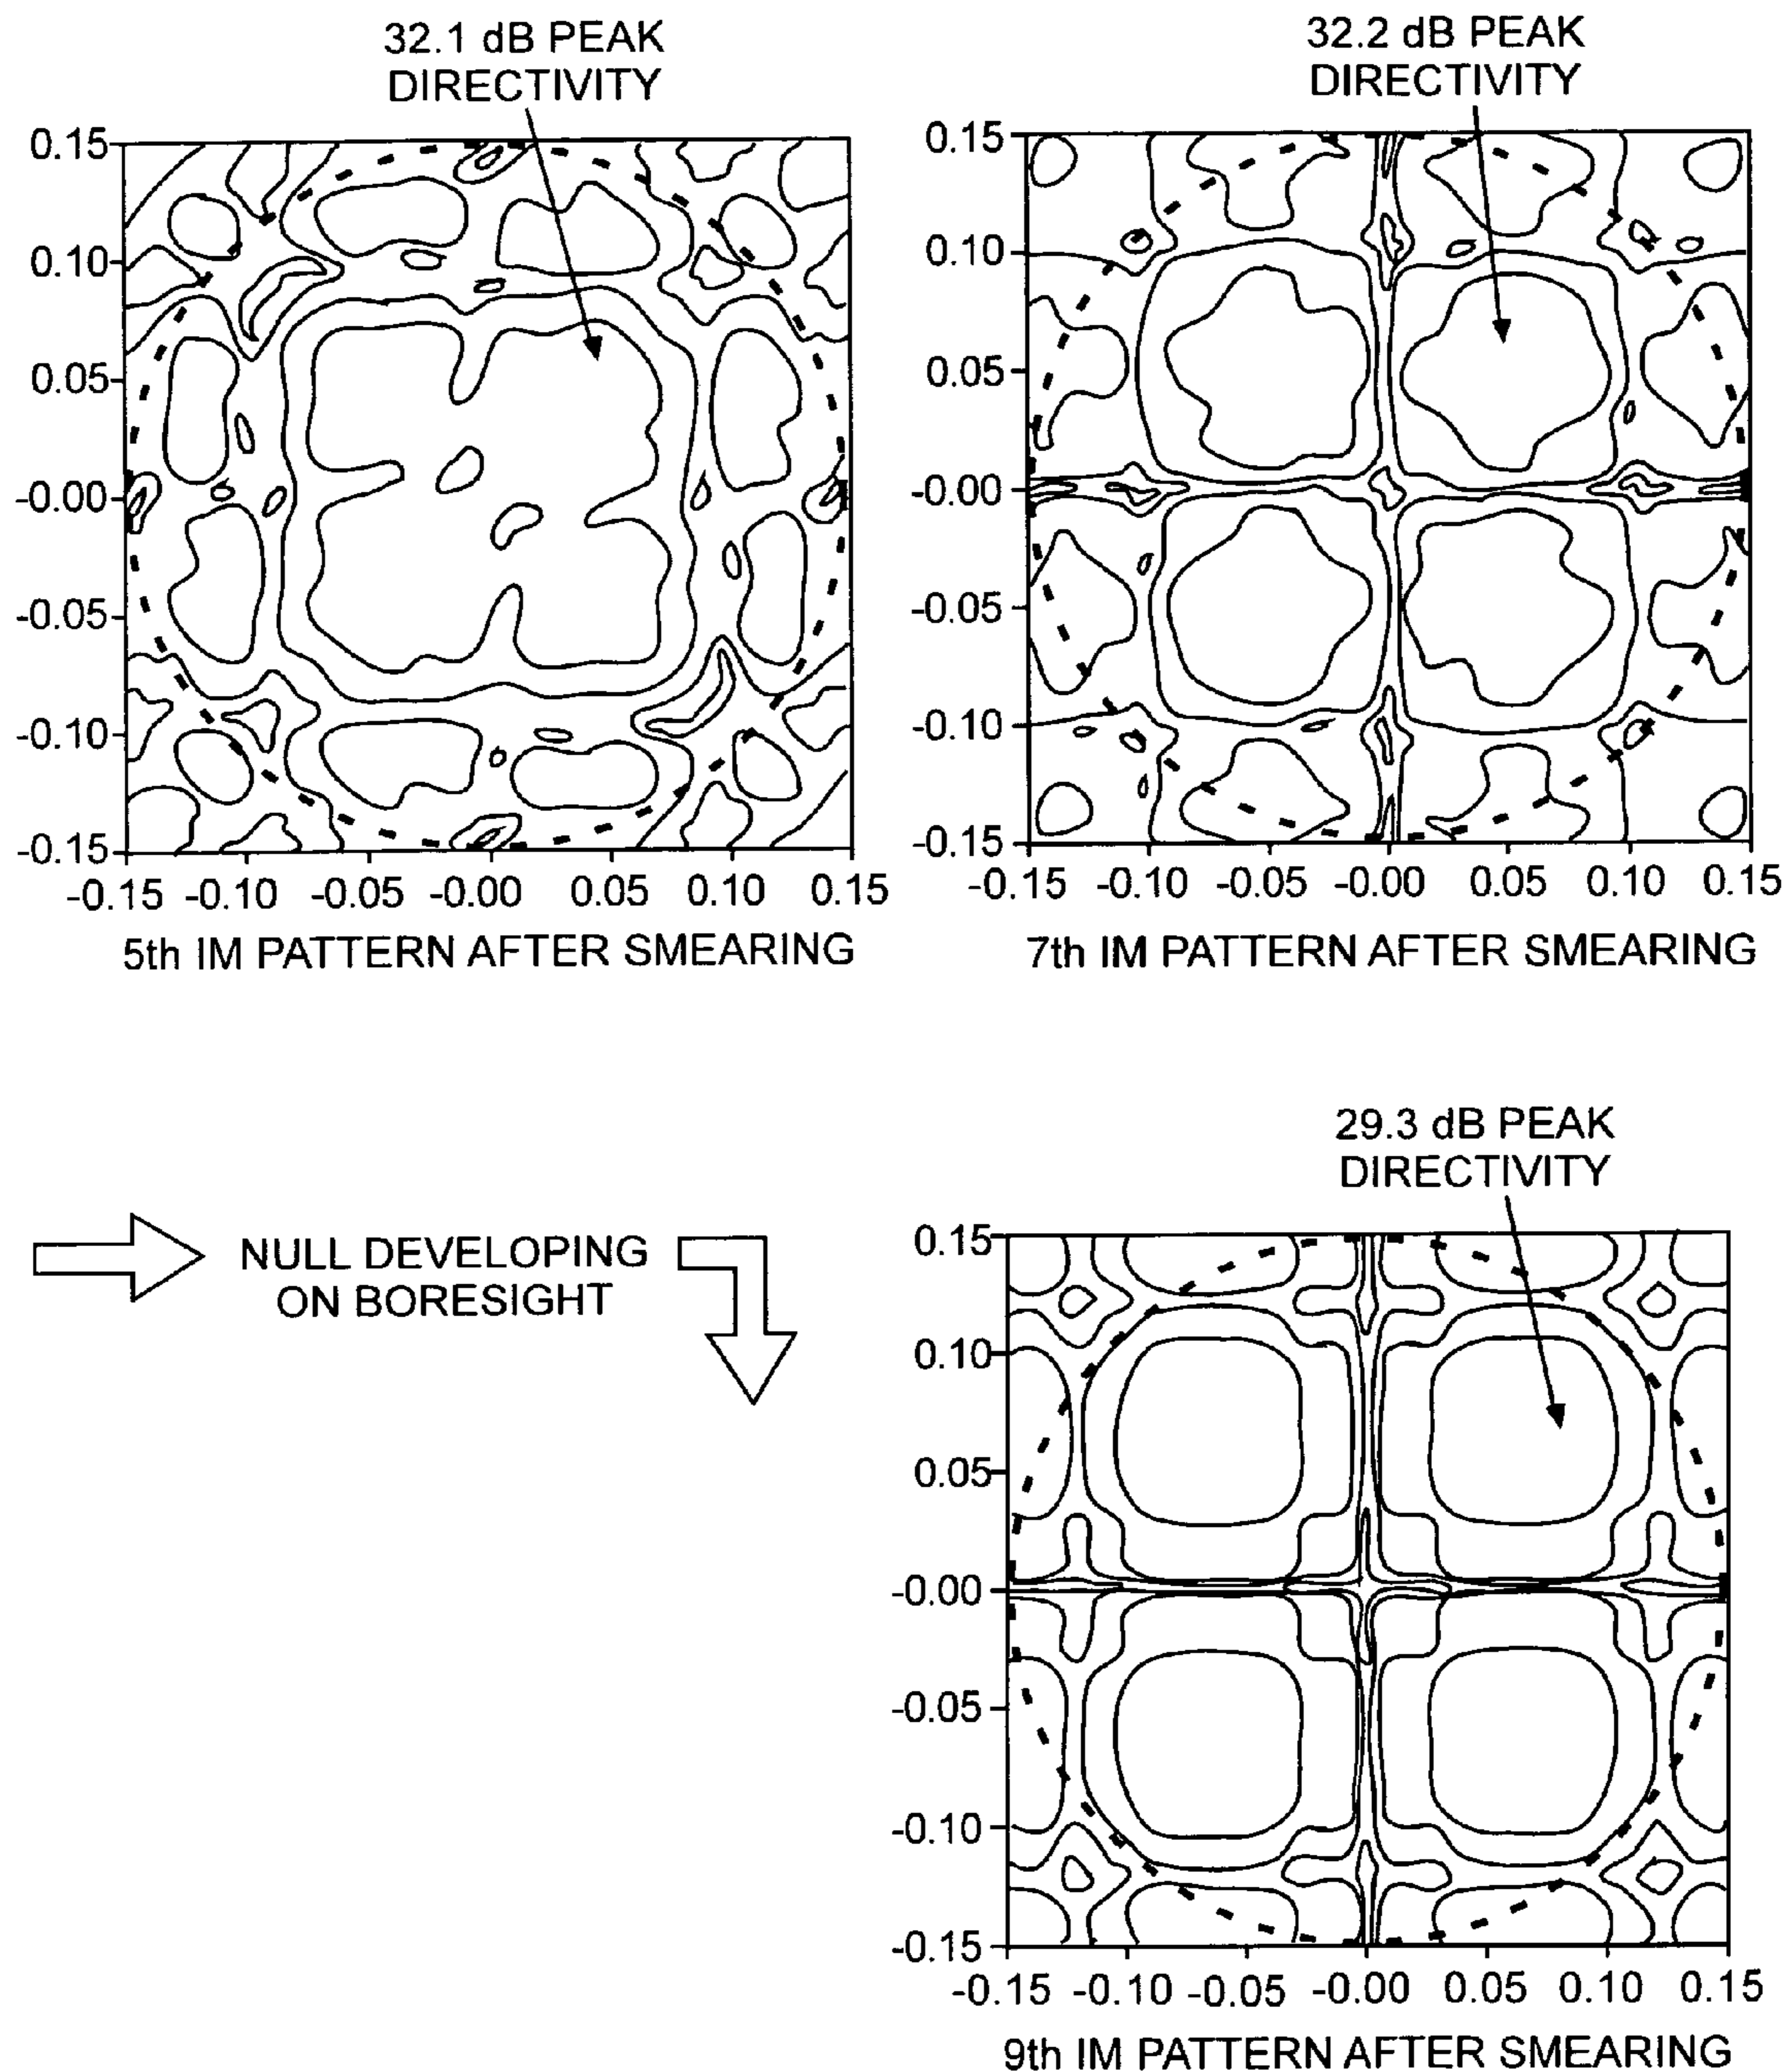 32.1 dB PEAK
DIRECTIVITY
0.15
0.10
0.05
-0.00
-0.05
-0.10
-0.15
-0.15 -0.10 -0.05 -0.00 0.05 0.10 0.15
5th IM PATTERN AFTER SMEARING
32.2 dB PEAK
DIRECTIVITY
0.15
0.10
0.05
-0.00
-0.05
-0.10
-0.15
-0.15 -0.10 -0.05 -0.00 0.05 0.10 0.15
7th IM PATTERN AFTER SMEARING
NULL DEVELOPING
ON BORESIGHT
29.3 dB PEAK
DIRECTIVITY
0.15
0.10
0.05
-0.00
-0.05
-0.10
-0.15
-0.15 -0.10 -0.05 -0.00 0.05 0.10 0.15
9th IM PATTERN AFTER SMEARING